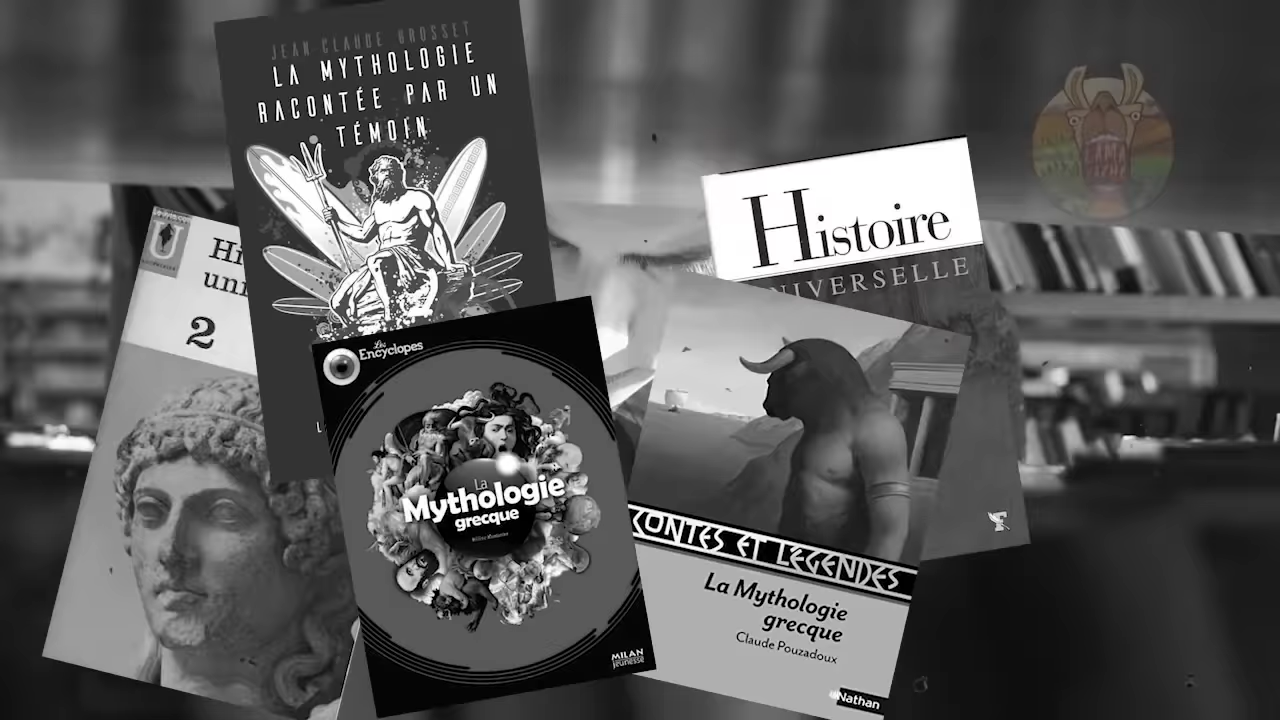 JEAN-CLAUDE GROSSET
LA MYTHOLOGIE
RACONTÉE PAR UN
TÉMOIN
U
2
Les
Encyclopes
La
Mythologie
grecque
MILAN
jeunesse
Histoire
UNIVERSELLE
CONTES ET LÉGENDES
La Mythologie
grecque
Claude Pouzadoux
Nathan